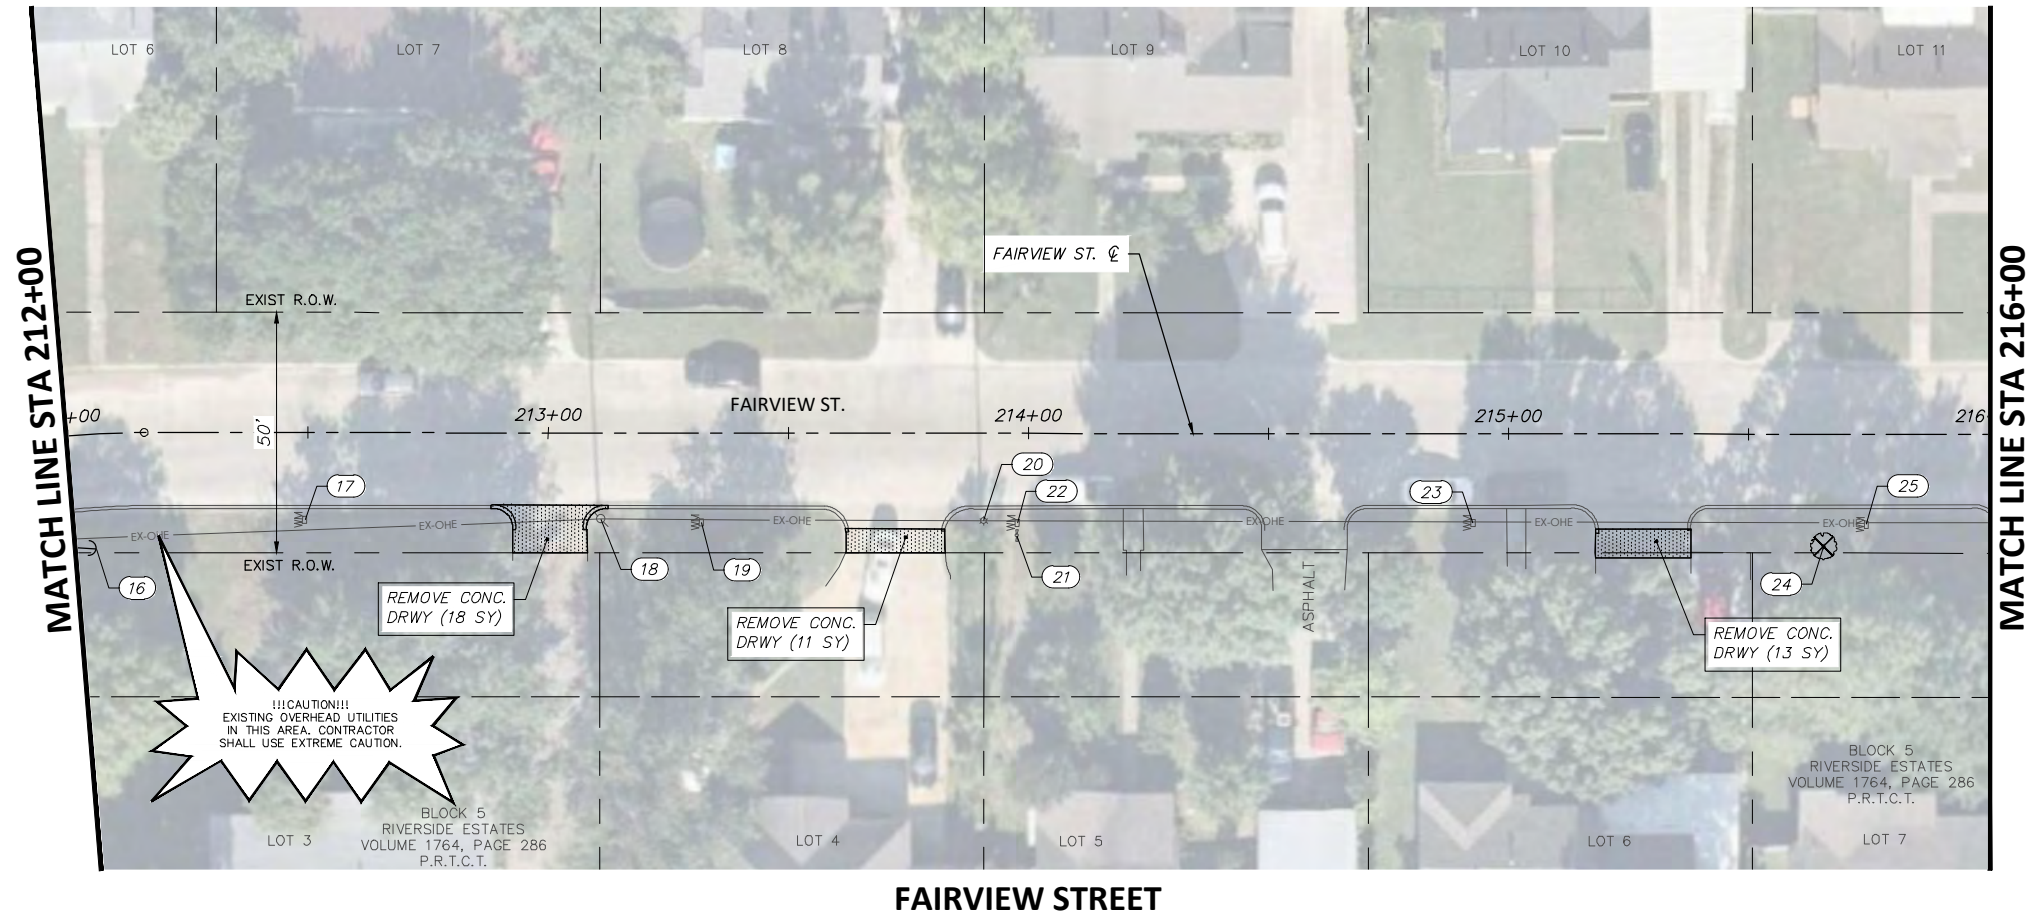 LOT 6
LOT 7
LOT 8
LOT 9
LOT 10
LOT 11
MATCH LINE STA 212+00
MATCH LINE STA 216+00
FAIRVIEW ST. ℄
EXIST R.O.W.
50'
+00
213+00
FAIRVIEW ST.
214+00
215+00
216
17
20
22
23
25
WM
WM
WM
WM
WM
EX-OHE
EX-OHE
EX-OHE
EX-OHE
EX-OHE
EX-OHE
EXIST R.O.W.
16
18
19
21
24
ASPHALT
REMOVE CONC.
DRWY (18 SY)
REMOVE CONC.
DRWY (11 SY)
REMOVE CONC.
DRWY (13 SY)
!!!CAUTION!!!
EXISTING OVERHEAD UTILITIES
IN THIS AREA. CONTRACTOR
SHALL USE EXTREME CAUTION.
BLOCK 5
RIVERSIDE ESTATES
VOLUME 1764, PAGE 286
P.R.T.C.T.
BLOCK 5
RIVERSIDE ESTATES
VOLUME 1764, PAGE 286
P.R.T.C.T.
LOT 3
LOT 4
LOT 5
LOT 6
LOT 7
FAIRVIEW STREET